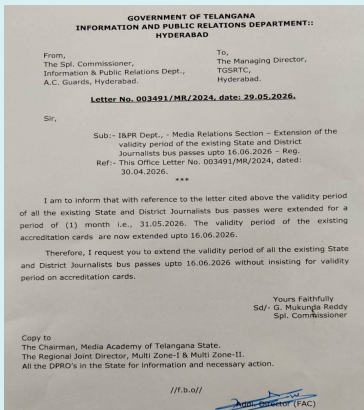 GOVERNMENT OF TELANGANA
INFORMATION AND PUBLIC RELATIONS DEPARTMENT::
HYDERABAD
From,
The Spl. Commissioner,
Information & Public Relations Dept.,
A.C. Guards, Hyderabad.
To,
The Managing Director,
TGSRTC,
Hyderabad.
Letter No. 003491/MR/2024, date: 29.05.2026.
Sir,
Sub:- I&PR Dept., - Media Relations Section – Extension of the
validity period of the existing State and District
Journalists bus passes upto 16.06.2026 – Reg.
Ref:- This Office Letter No. 003491/MR/2024, dated:
30.04.2026.
***
I am to inform that with reference to the letter cited above the validity period
of all the existing State and District Journalists bus passes were extended for a
period of (1) month i.e., 31.05.2026. The validity period of the existing
accreditation cards are now extended upto 16.06.2026.
Therefore, I request you to extend the validity period of all the existing State
and District Journalists bus passes upto 16.06.2026 without insisting for validity
period on accreditation cards.
Yours Faithfully
Sd/- G. Mukunda Reddy
Spl. Commissioner
Copy to
The Chairman, Media Academy of Telangana State.
The Regional Joint Director, Multi Zone-I & Multi Zone-II.
All the DPRO's in the State for information and necessary action.
//f.b.o//
Addl. Director (FAC)